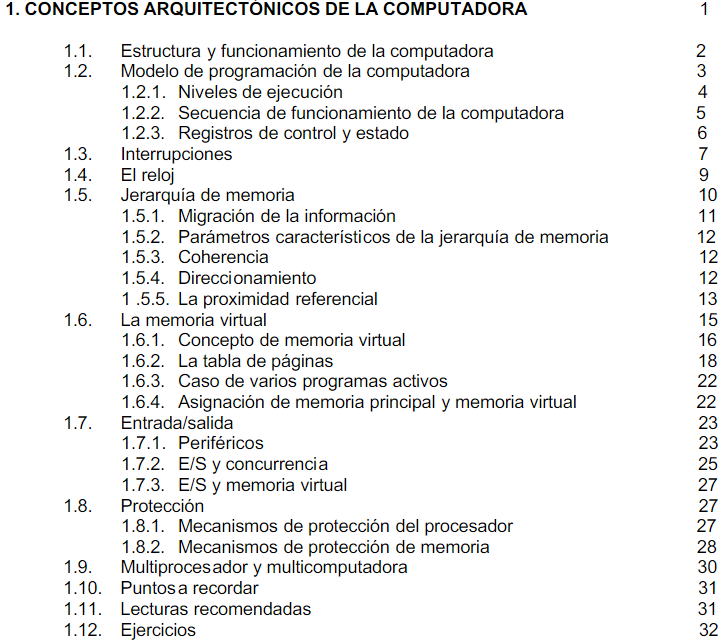 1. CONCEPTOS ARQUITECTÓNICOS DE LA COMPUTADORA 1
1.1. Estructura y funcionamiento de la computadora 2
1.2. Modelo de programación de la computadora 3
1.2.1. Niveles de ejecución 4
1.2.2. Secuencia de funcionamiento de la computadora 5
1.2.3. Registros de control y estado 6
1.3. Interrupciones 7
1.4. El reloj 9
1.5. Jerarquía de memoria 10
1.5.1. Migración de la información 11
1.5.2. Parámetros característicos de la jerarquía de memoria 12
1.5.3. Coherencia 12
1.5.4. Direccionamiento 12
1 .5.5. La proximidad referencial 13
1.6. La memoria virtual 15
1.6.1. Concepto de memoria virtual 16
1.6.2. La tabla de páginas 18
1.6.3. Caso de varios programas activos 22
1.6.4. Asignación de memoria principal y memoria virtual 22
1.7. Entrada/salida 23
1.7.1. Periféricos 23
1.7.2. E/S y concurrencia 25
1.7.3. E/S y memoria virtual 27
1.8. Protección 27
1.8.1. Mecanismos de protección del procesador 27
1.8.2. Mecanismos de protección de memoria 28
1.9. Multiprocesador y multicomputadora 30
1.10. Puntos a recordar 31
1.11. Lecturas recomendadas 31
1.12. Ejercicios 32